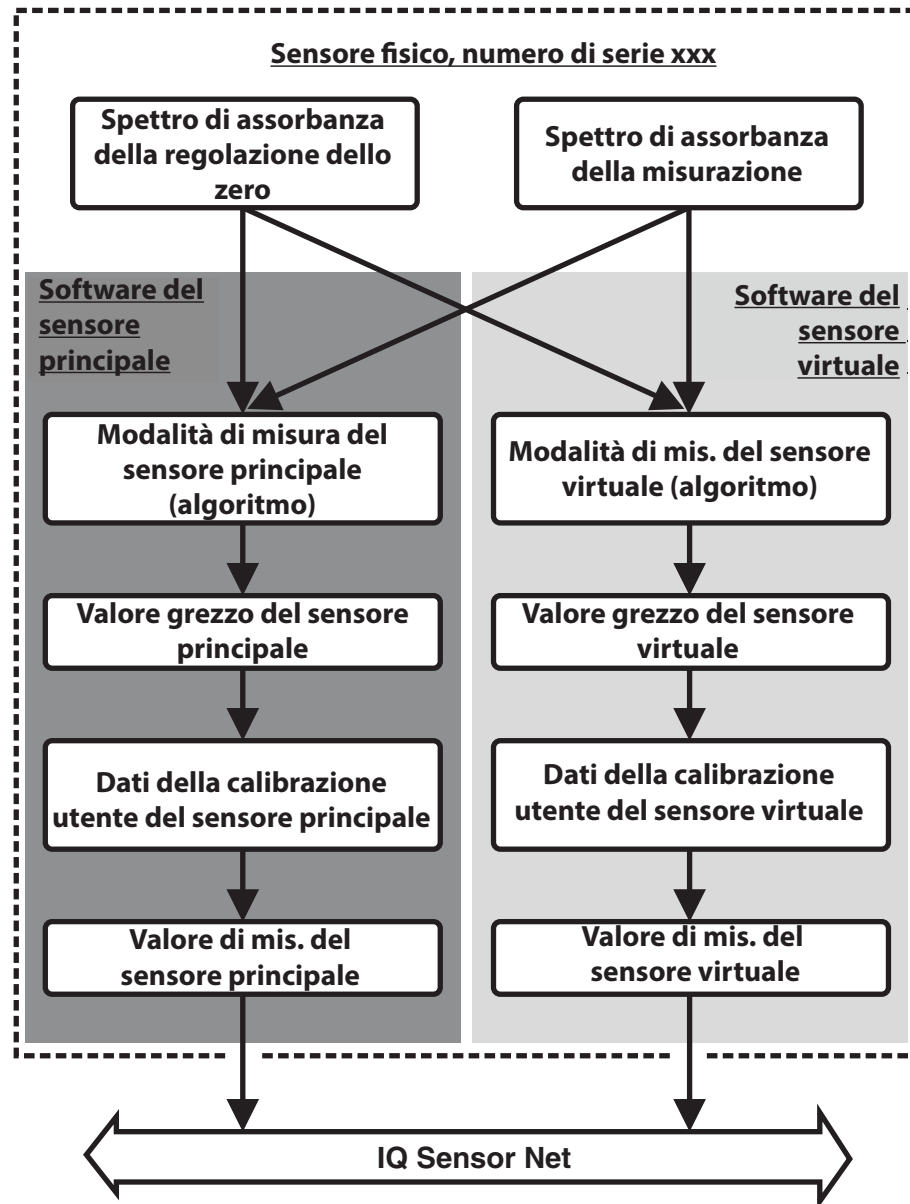 Sensore fisico, numero di serie xxx
Spettro di assorbanza
della regolazione dello
zero
Spettro di assorbanza
della misurazione
Software del
sensore
principale
Software del
sensore
virtuale
Modalità di misura del
sensore principale
(algoritmo)
Modalità di mis. del sensore
virtuale (algoritmo)
Valore grezzo del sensore
principale
Valore grezzo del sensore
virtuale
Dati della calibrazione
utente del sensore principale
Dati della calibrazione
utente del sensore virtuale
Valore di mis. del
sensore principale
Valore di mis. del
sensore virtuale
IQ Sensor Net